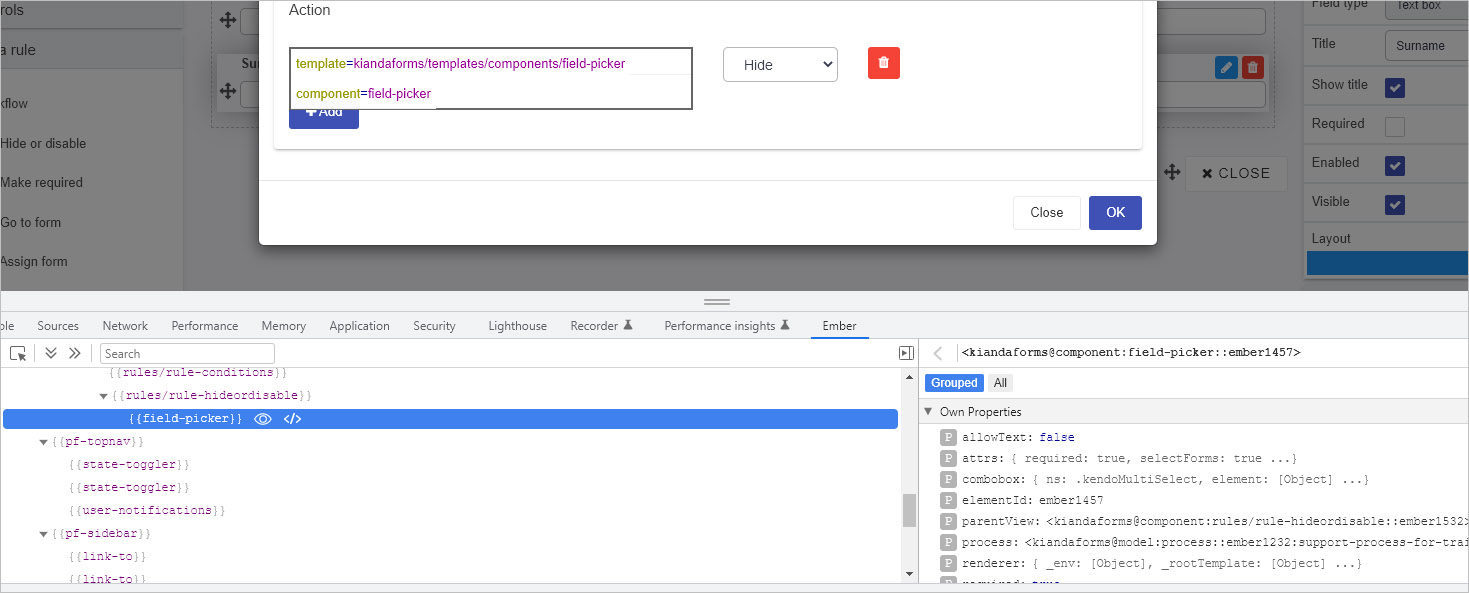 rols
Action
Field type
Text box
a rule
template=kiandaforms/templates/components/field-picker
Hide
Title
Surname
Su
component=field-picker
Show title
kflow
Add
Required
Hide or disable
Enabled
CLOSE
Make required
Visible
Go to form
Close
OK
Layout
Assign form
ble
Sources
Network
Performance
Memory
Application
Security
Lighthouse
Recorder
Performance insights
Ember
Search
<kiandaforms@component:field-picker::ember1457>
{{rules/rule-conditions}}
Grouped
All
{{rules/rule-hideordisable}}
Own Properties
{{field-picker}} </>
P allowText: false
{{pf-topnav}}
P attrs: { required: true, selectForms: true ...}
{{state-toggler}}
P combobox: { ns: .kendoMultiSelect, element: [Object] ...}
{{state-toggler}}
P elementId: ember1457
{{user-notifications}}
P parentView: <kiandaforms@component:rules/rule-hideordisable::ember1532>
{{pf-sidebar}}
P process: <kiandaforms@model:process::ember1232:support-process-for-trai
{{link-to}}
P renderer: { _env: [Object], _rootTemplate: [Object] ...}
{{link-to}}
P required: true